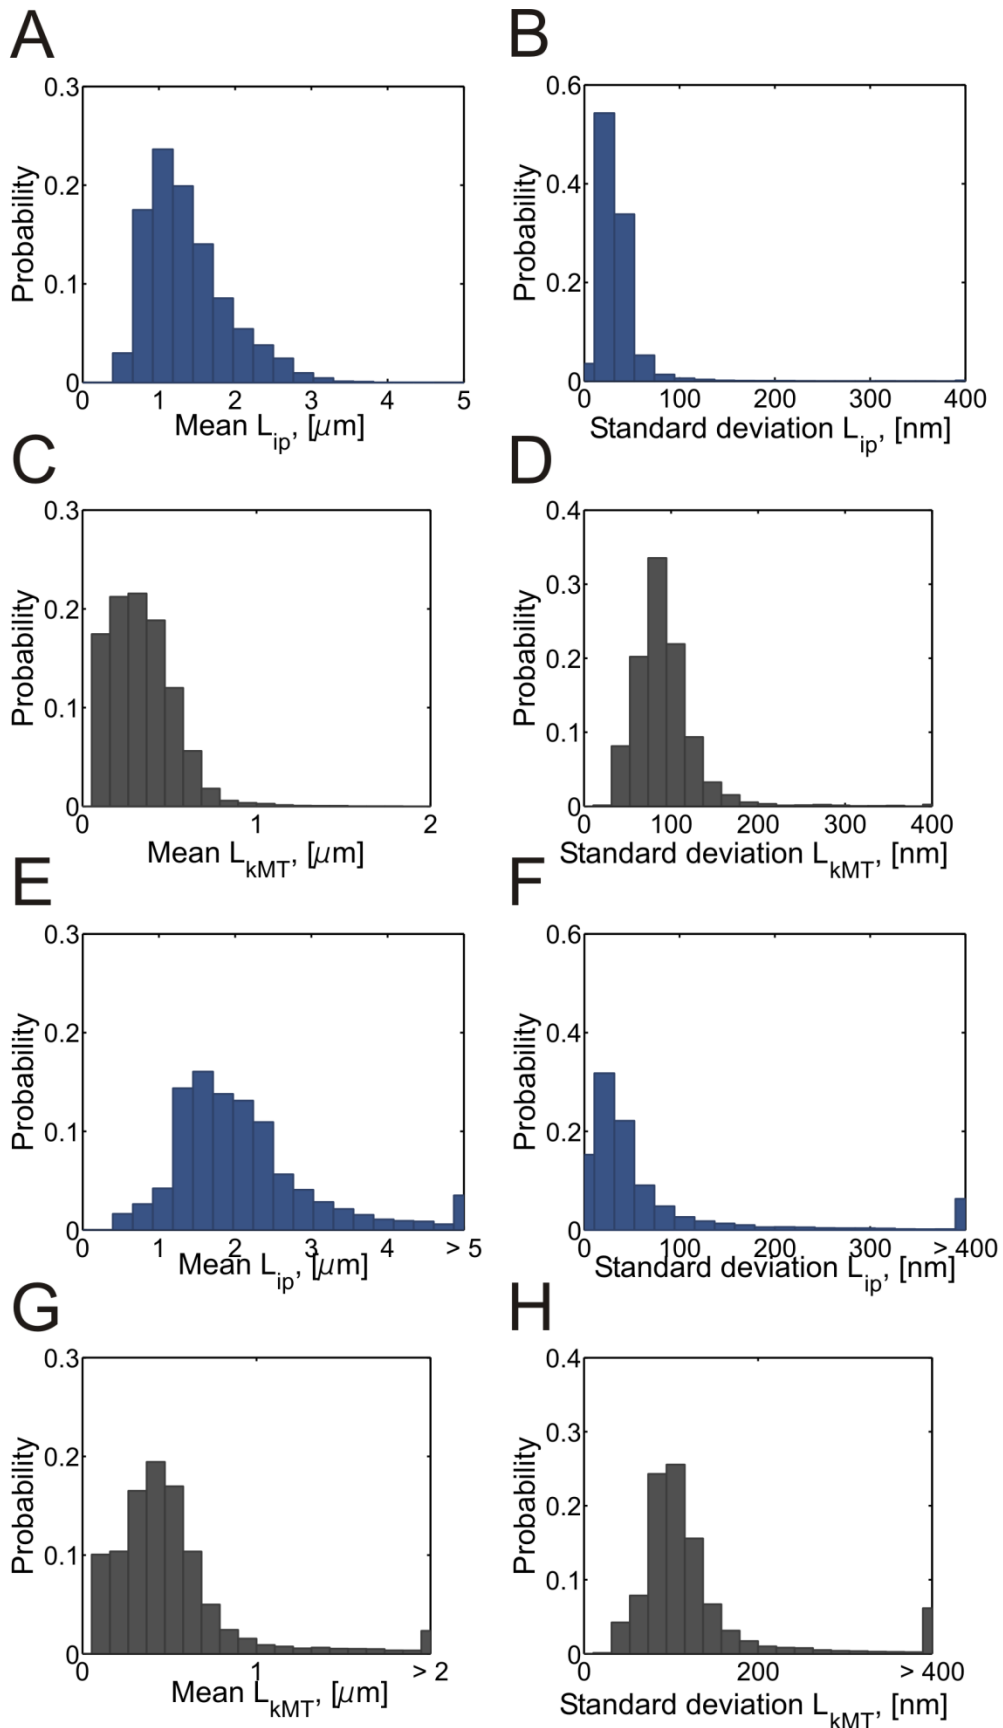 A
B
0.3
0.2
0.1
0
Probability
0 1 2 3 4 5
Mean L_ip, [μm]
0.6
0.4
0.2
0
Probability
0 100 200 300 400
Standard deviation L_ip, [nm]
C
D
0.3
0.2
0.1
0
Probability
0 1 2
Mean L_kMT, [μm]
0.4
0.3
0.2
0.1
0
Probability
0 100 200 300 400
Standard deviation L_kMT, [nm]
E
F
0.3
0.2
0.1
0
Probability
0 1 2 3 4 > 5
Mean L_ip, [μm]
0.6
0.4
0.2
0
Probability
0 100 200 300 > 400
Standard deviation L_ip, [nm]
G
H
0.3
0.2
0.1
0
Probability
0 1 > 2
Mean L_kMT, [μm]
0.4
0.3
0.2
0.1
0
Probability
0 200 > 400
Standard deviation L_kMT, [nm]